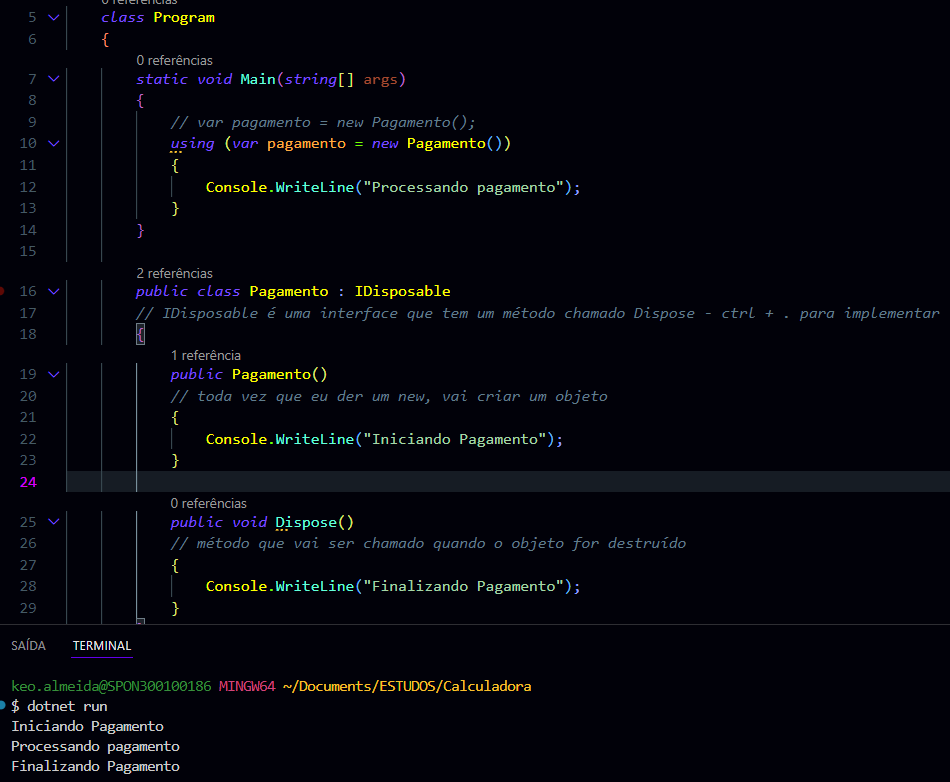 0 referências
5 class Program
6 {
0 referências
7 static void Main(string[] args)
8 {
9 // var pagamento = new Pagamento();
10 using (var pagamento = new Pagamento())
11 {
12 Console.WriteLine("Processando pagamento");
13 }
14 }
15
2 referências
16 public class Pagamento : IDisposable
17 // IDisposable é uma interface que tem um método chamado Dispose - ctrl + . para implementar
18 {
1 referência
19 public Pagamento()
20 // toda vez que eu der um new, vai criar um objeto
21 {
22 Console.WriteLine("Iniciando Pagamento");
23 }
24
0 referências
25 public void Dispose()
26 // método que vai ser chamado quando o objeto for destruído
27 {
28 Console.WriteLine("Finalizando Pagamento");
29 }
SAÍDA TERMINAL
keo.almeida@SPON300100186 MINGW64 ~/Documents/ESTUDOS/Calculadora
$ dotnet run
Iniciando Pagamento
Processando pagamento
Finalizando Pagamento